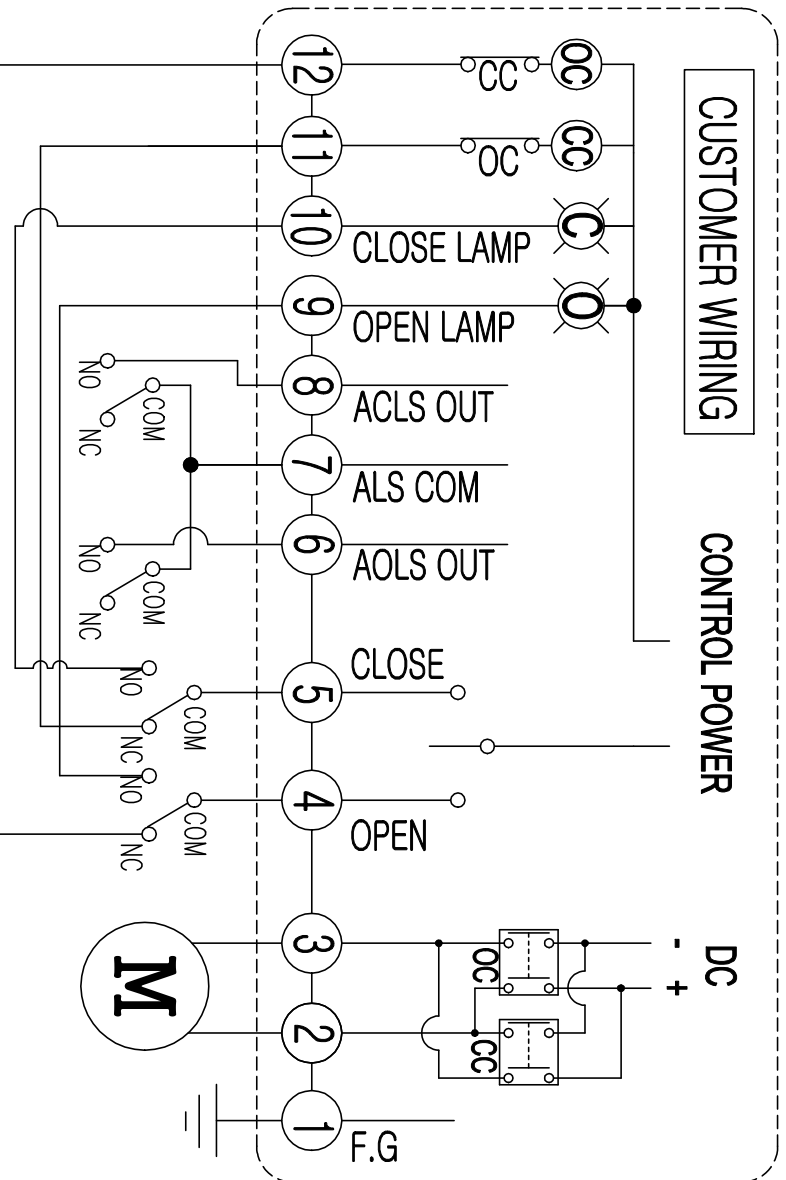 CUSTOMER WIRING
CONTROL POWER
DC
- +
OC
CC
C
O
CC
OC
OC
CC
CLOSE LAMP
OPEN LAMP
ACLS OUT
ALS COM
AOLS OUT
CLOSE
OPEN
F.G
12
11
10
9
8
7
6
5
4
3
2
1
NO
COM
NC
NO
COM
NC
NO
COM
NC
NO
COM
NC
M